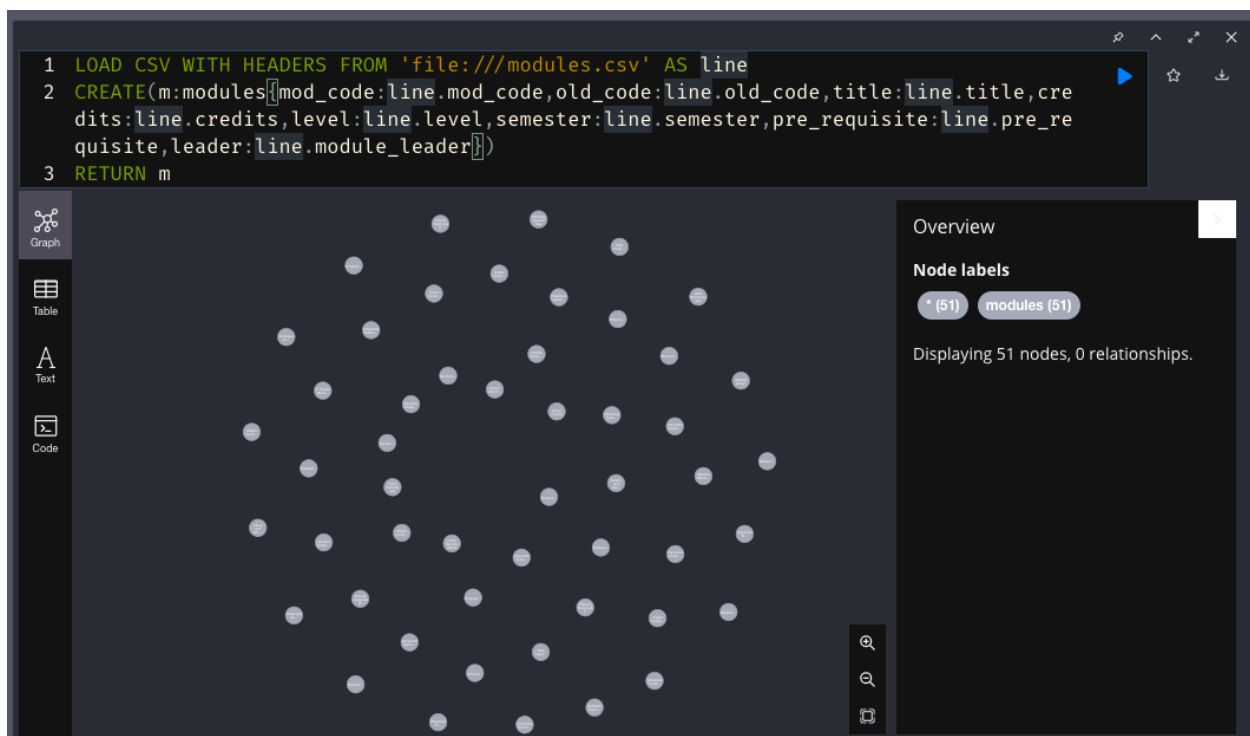 1 LOAD CSV WITH HEADERS FROM 'file:///modules.csv' AS line
2 CREATE(m:modules{mod_code:line.mod_code,old_code:line.old_code,title:line.title,cre
dits:line.credits,level:line.level,semester:line.semester,pre_requisite:line.pre_re
quisite,leader:line.module_leader})
3 RETURN m
Graph
Table
Text
Code
Overview
Node labels
* (51) modules (51)
Displaying 51 nodes, 0 relationships.